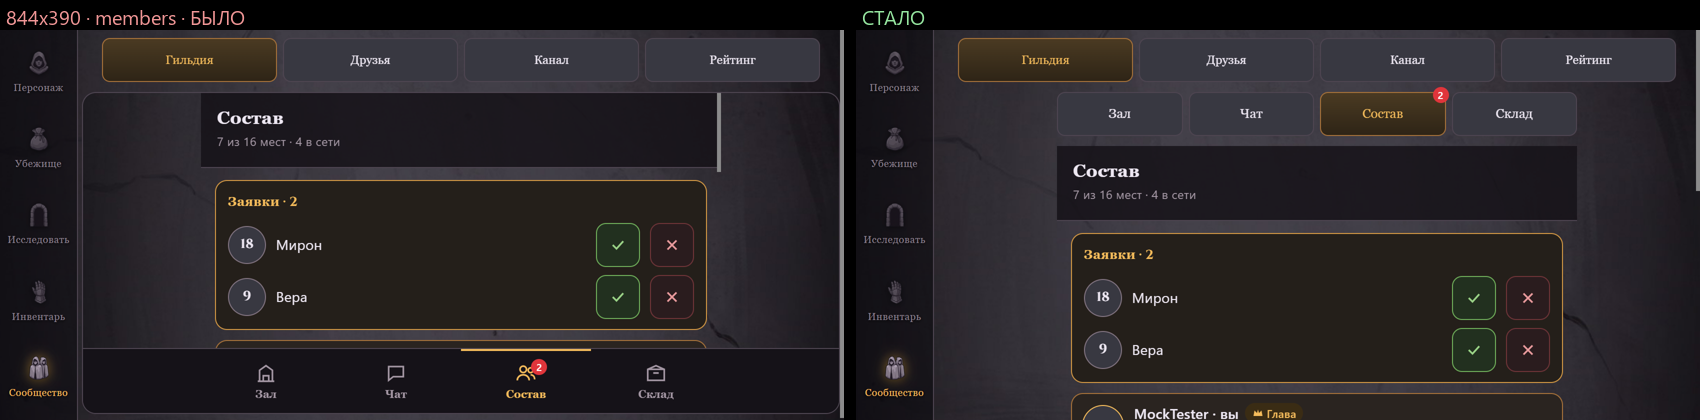 844x390 · members · БЫЛО
Персонаж
Убежище
Исследовать
Инвентарь
Сообщество
Гильдия
Друзья
Канал
Рейтинг
Состав
7 из 16 мест · 4 в сети
Заявки · 2
18 Мирон
9 Вера
Зал
Чат
2
Состав
Склад
СТАЛО
Персонаж
Убежище
Исследовать
Инвентарь
Сообщество
Гильдия
Друзья
Канал
Рейтинг
Зал
Чат
Состав
2
Склад
Состав
7 из 16 мест · 4 в сети
Заявки · 2
18 Мирон
9 Вера
MockTester · вы Глава